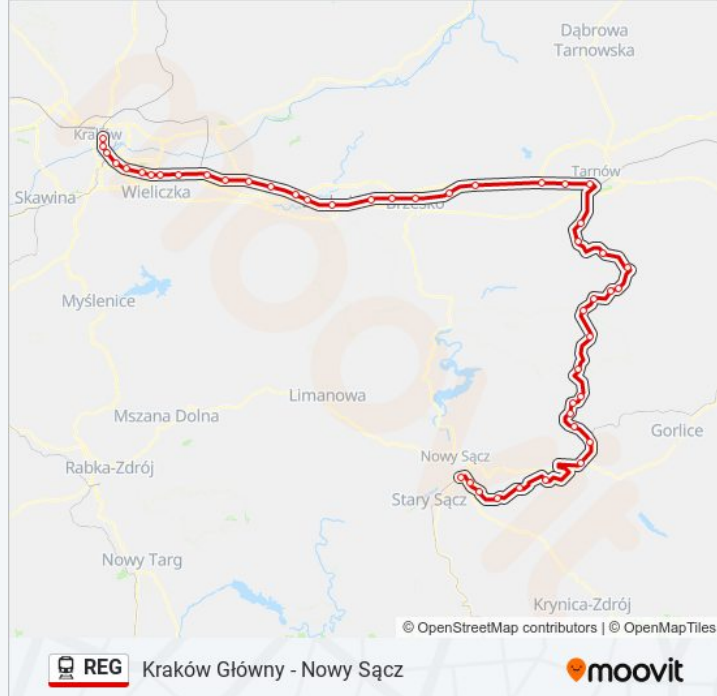 Dąbrowa
Tarnowska
Kraków
Tarnów
Skawina
Wieliczka
Brzesko
Myślenice
Limanowa
Mszana Dolna
Gorlice
Nowy Sącz
Rabka-Zdrój
Stary Sącz
Nowy Targ
Krynica-Zdrój
© OpenStreetMap contributors | © OpenMapTiles
REG Kraków Główny - Nowy Sącz
moovit